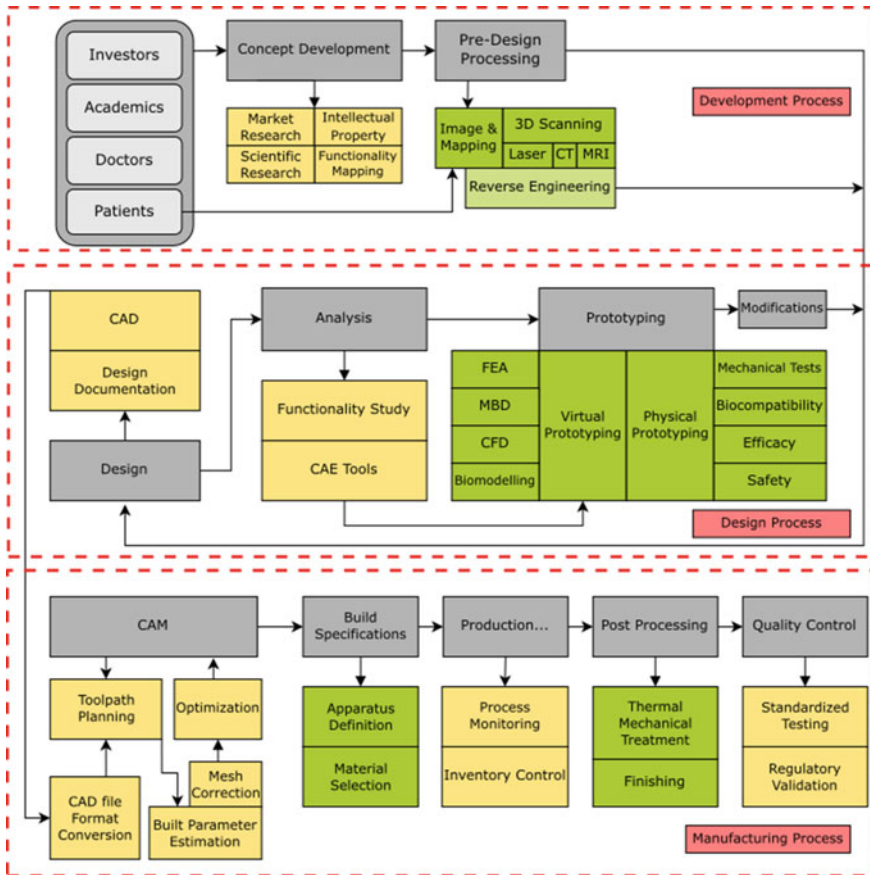 Investors
Academics
Doctors
Patients
Concept Development
Market
Research
Intellectual
Property
Scientific
Research
Functionality
Mapping
Pre-Design
Processing
Image &
Mapping
3D Scanning
Laser
CT
MRI
Reverse Engineering
Development Process
CAD
Design
Documentation
Design
Analysis
Functionality Study
CAE Tools
Prototyping
Modifications
FEA
MBD
CFD
Biomodelling
Virtual
Prototyping
Physical
Prototyping
Mechanical Tests
Biocompatibility
Efficacy
Safety
Design Process
CAM
Toolpath
Planning
Optimization
Mesh
Correction
CAD file
Format
Conversion
Built Parameter
Estimation
Build
Specifications
Apparatus
Definition
Material
Selection
Production...
Process
Monitoring
Inventory Control
Post Processing
Thermal
Mechanical
Treatment
Finishing
Quality Control
Standardized
Testing
Regulatory
Validation
Manufacturing Process